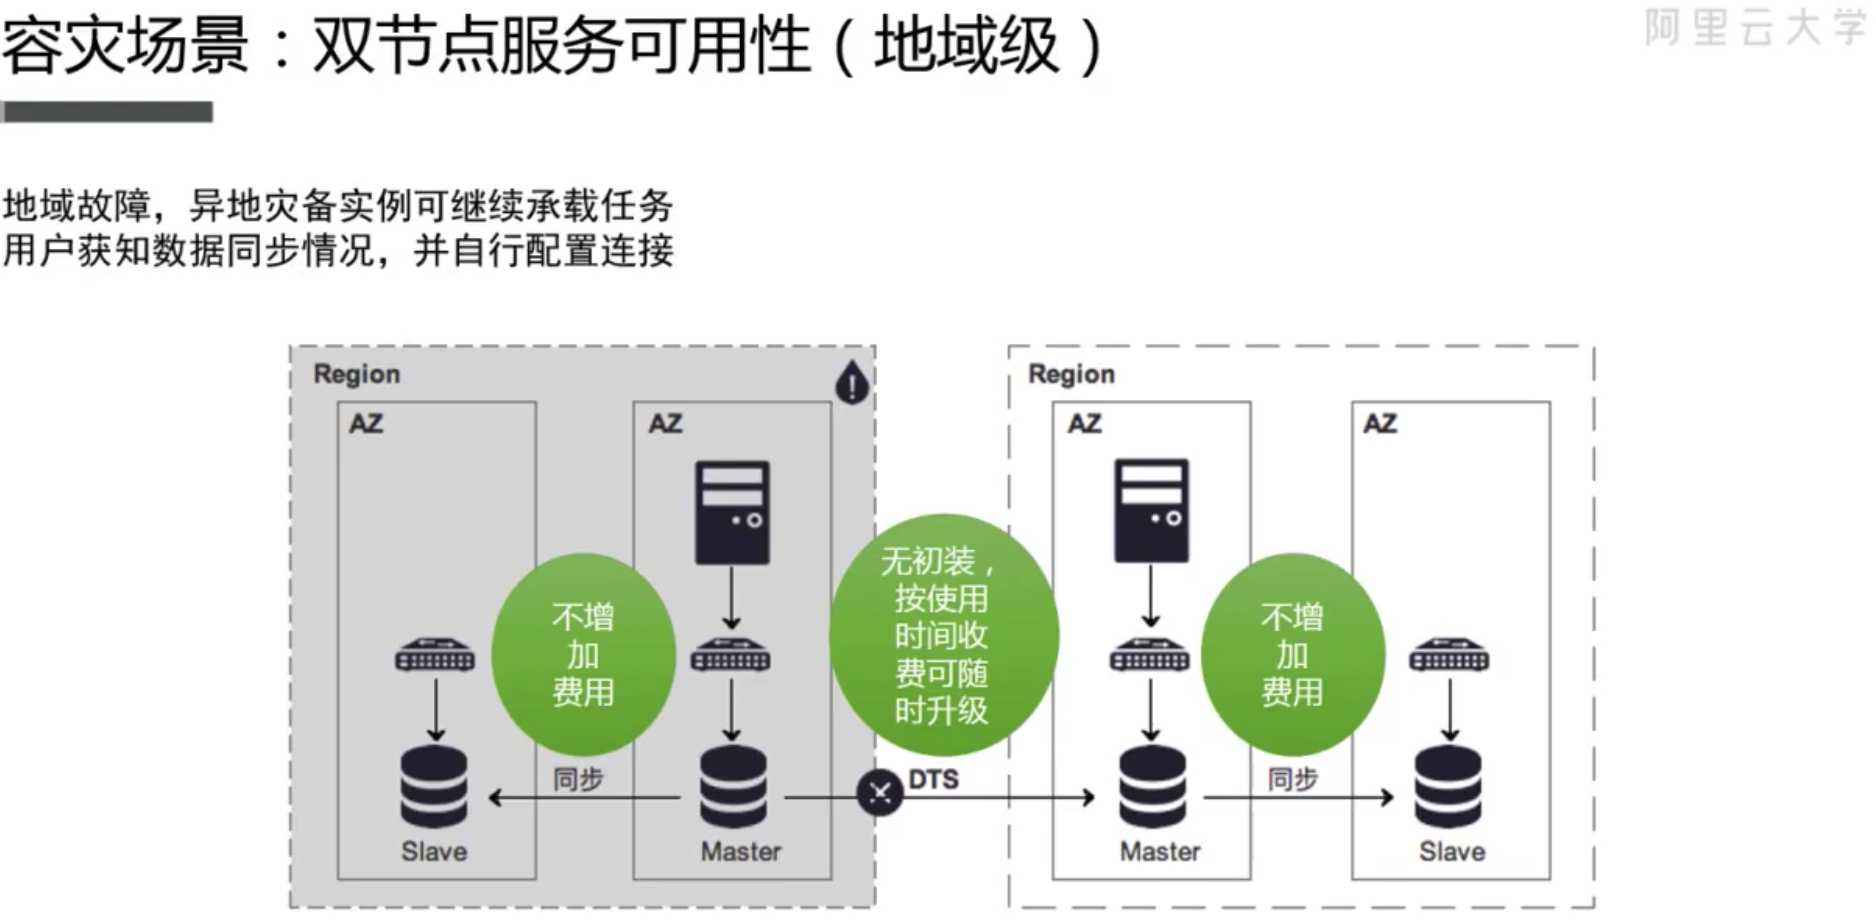 容灾场景：双节点服务可用性（地域级）
阿里云大学
地域故障，异地灾备实例可继续承载任务
用户获知数据同步情况，并自行配置连接
Region
AZ
AZ
不增
加
费用
同步
Slave
Master
无初装，
按使用
时间收
费可随
时升级
DTS
Region
AZ
AZ
不增
加
费用
同步
Master
Slave